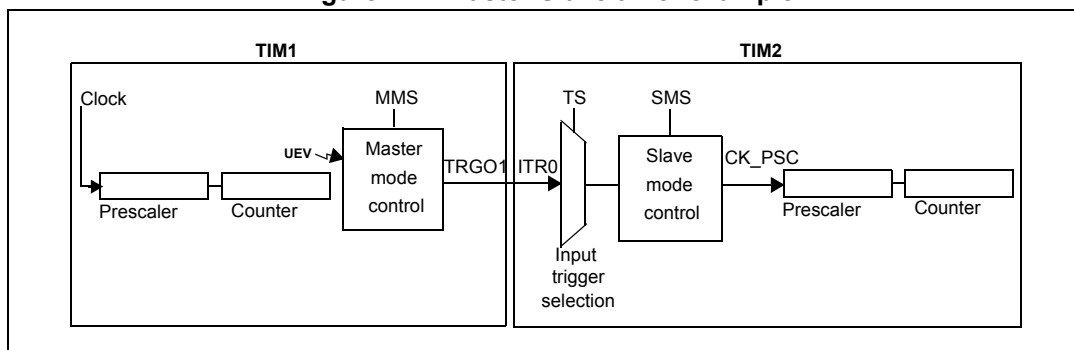 TIM1
TIM2
Clock
MMS
TS
SMS
UEV
Master
mode
control
TRGO1
ITR0
Slave
mode
control
CK_PSC
Prescaler
Counter
Prescaler
Counter
Input
trigger
selection